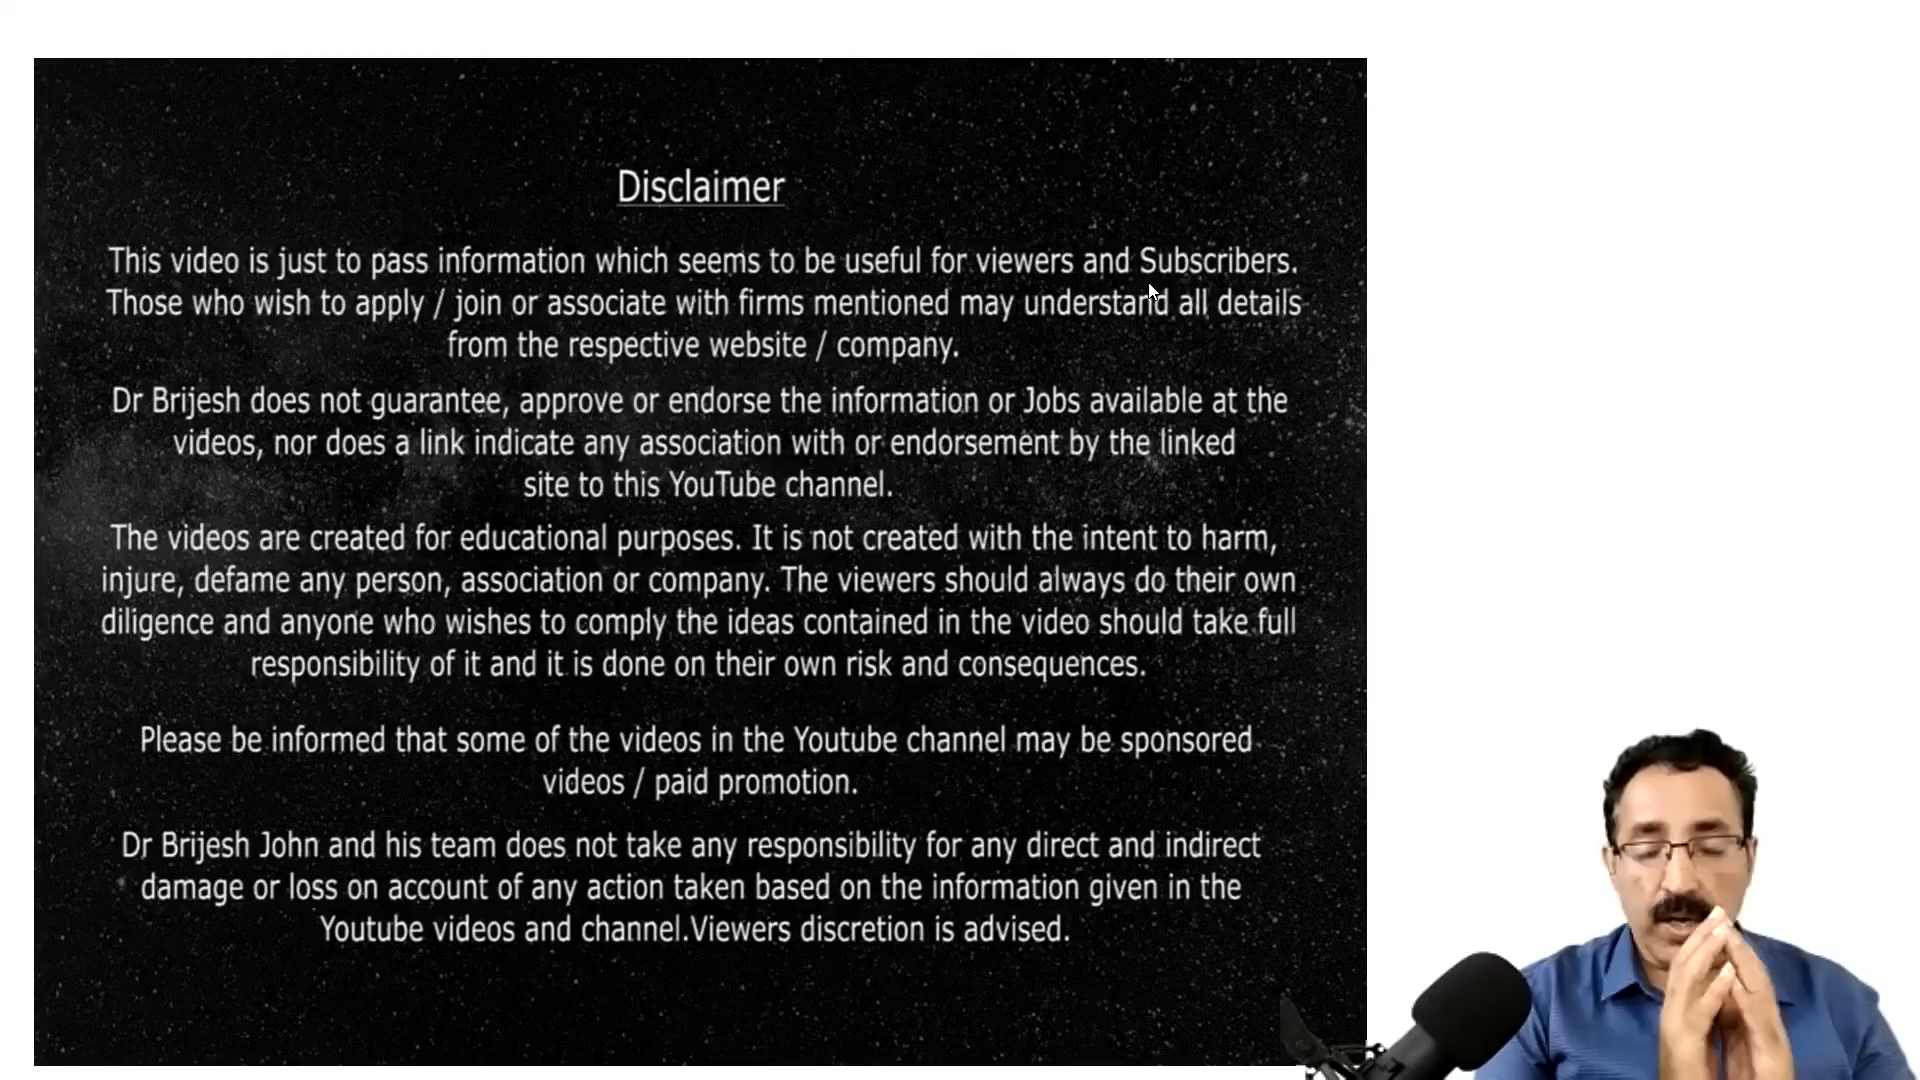 Disclaimer
This video is just to pass information which seems to be useful for viewers and Subscribers.
Those who wish to apply / join or associate with firms mentioned may understand all details
from the respective website / company.
Dr Brijesh does not guarantee, approve or endorse the information or Jobs available at the
videos, nor does a link indicate any association with or endorsement by the linked
site to this YouTube channel.
The videos are created for educational purposes. It is not created with the intent to harm,
injure, defame any person, association or company. The viewers should always do their own
diligence and anyone who wishes to comply the ideas contained in the video should take full
responsibility of it and it is done on their own risk and consequences.
Please be informed that some of the videos in the Youtube channel may be sponsored
videos / paid promotion.
Dr Brijesh John and his team does not take any responsibility for any direct and indirect
damage or loss on account of any action taken based on the information given in the
Youtube videos and channel.Viewers discretion is advised.